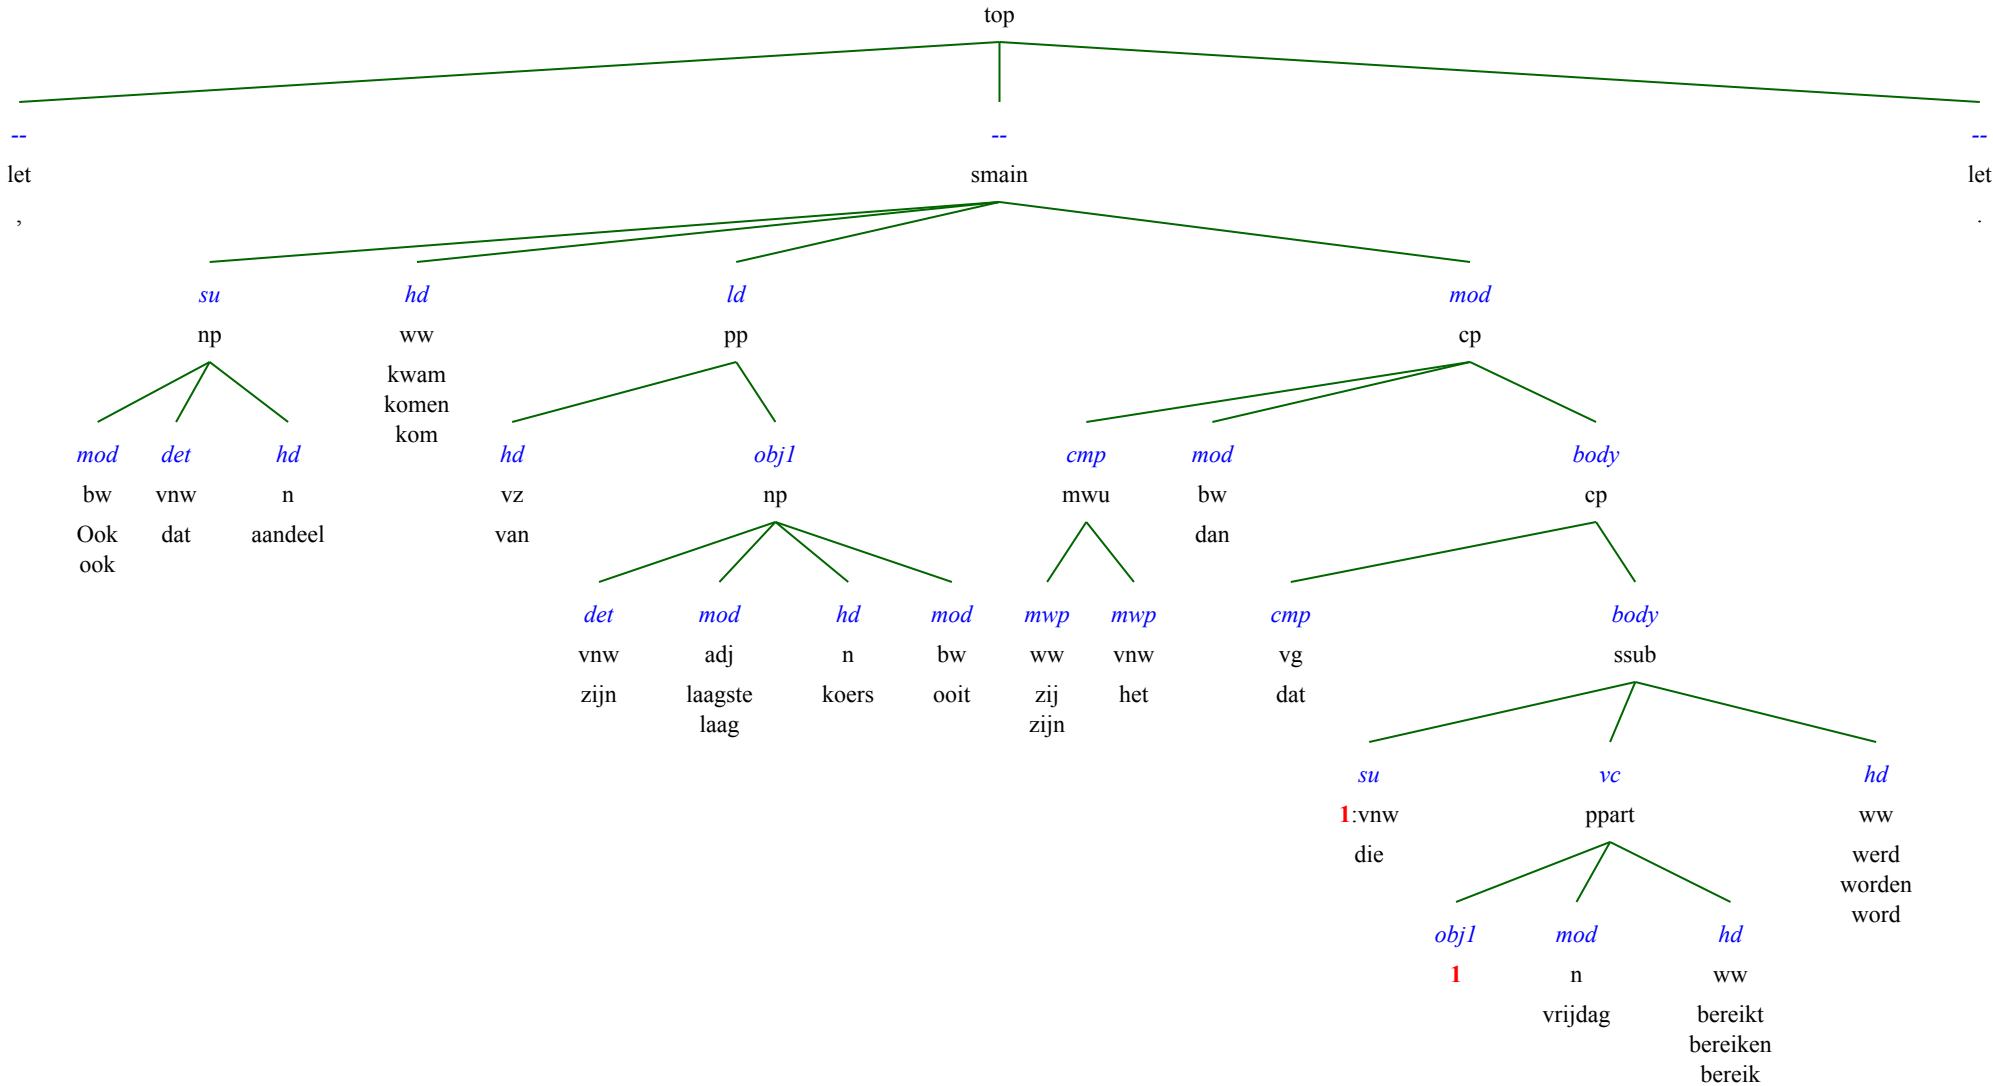 top
-- -- --
let smain let
, .
su hd ld mod
np ww pp cp
kwam
komen
kom
mod det hd hd obj1 cmp mod body
bw vnw n vz np mwu bw cp
Ook dat aandeel van dan
ook
det mod hd mod mwp mwp cmp body
vnw adj n bw ww vnw vg ssub
zijn laagste koers ooit zij het dat
laag zijn
su vc hd
1:vnw ppart ww
die werd
worden
word
obj1 mod hd
1 n ww
vrijdag bereikt
bereiken
bereik